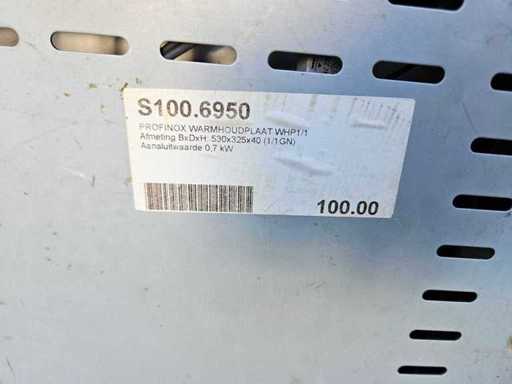 S100.6950
PROFINOX WARMHOUDPLAAT WHP1/1
Afmeting BxDxH: 530x325x40 (1/1GN)
Aansluitwaarde 0,7 kW
100.00